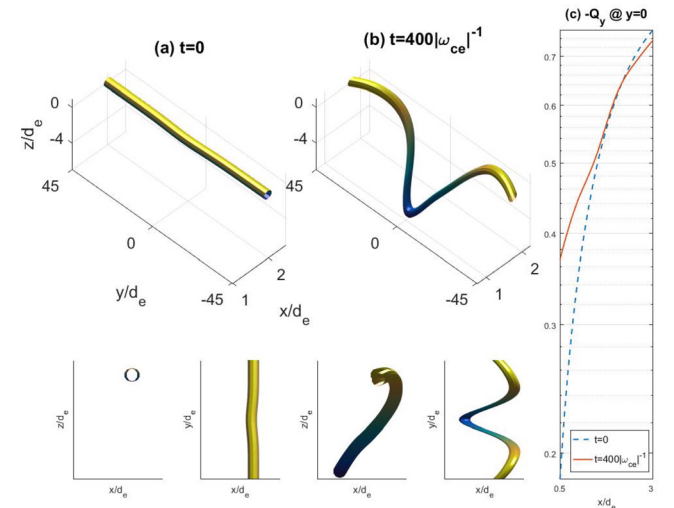 (a) t=0
(b) t=400|ω_ce|^-1
(c) -Q_y @ y=0
z/d_e
0
-4
45
0
-45
y/d_e
1
2
x/d_e
0
-4
45
0
-45
1
2
0.7
0.6
0.5
0.4
0.3
0.2
t=0
t=400|ω_ce|^-1
0.5
3
x/d_e
z/d_e
x/d_e
y/d_e
x/d_e
z/d_e
x/d_e
y/d_e
x/d_e